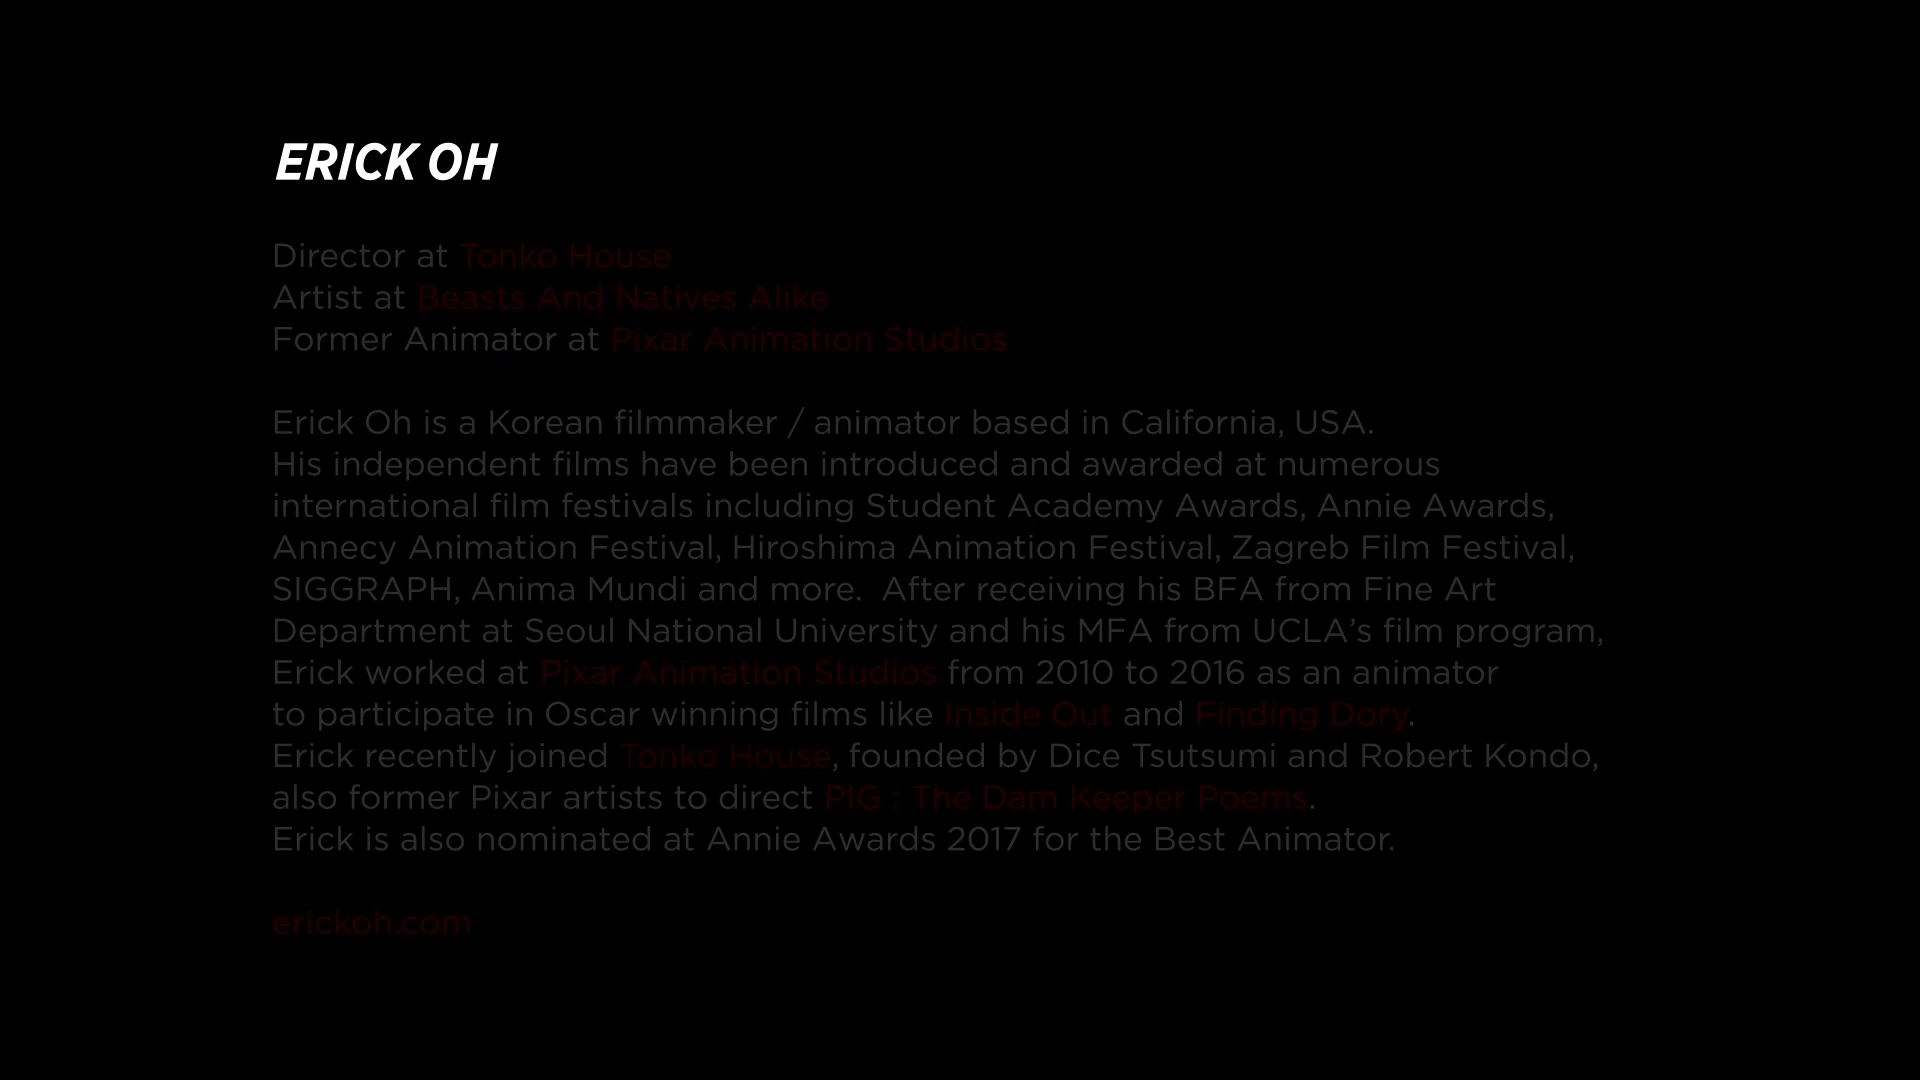 ERICK OH
Director at Tonko House
Artist at Beasts And Natives Alike
Former Animator at Pixar Animation Studios
Erick Oh is a Korean filmmaker / animator based in California, USA.
His independent films have been introduced and awarded at numerous
international film festivals including Student Academy Awards, Annie Awards,
Annecy Animation Festival, Hiroshima Animation Festival, Zagreb Film Festival,
SIGGRAPH, Anima Mundi and more.  After receiving his BFA from Fine Art
Department at Seoul National University and his MFA from UCLA’s film program,
Erick worked at Pixar Animation Studios from 2010 to 2016 as an animator
to participate in Oscar winning films like Inside Out and Finding Dory.
Erick recently joined Tonko House, founded by Dice Tsutsumi and Robert Kondo,
also former Pixar artists to direct PIG : The Dam Keeper Poems.
Erick is also nominated at Annie Awards 2017 for the Best Animator.
erickoh.com